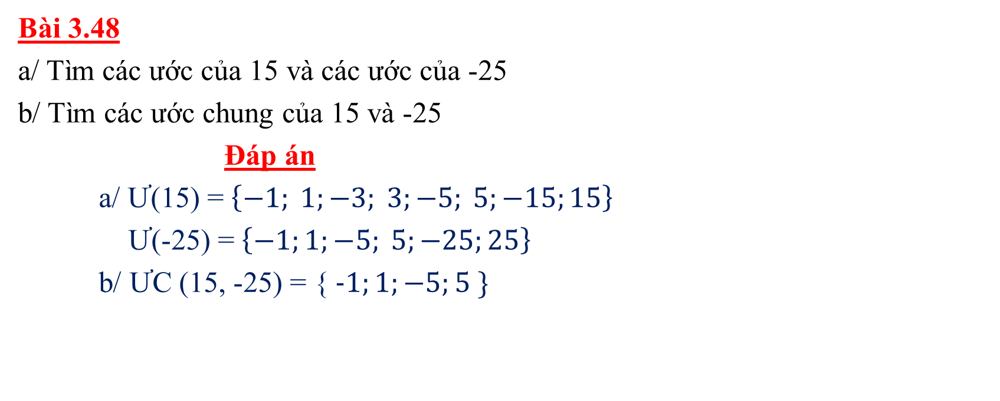 Bài 3.48
a/ Tìm các ước của 15 và các ước của -25
b/ Tìm các ước chung của 15 và -25
Đáp án
a/ Ư(15) = {−1; 1; −3; 3; −5; 5; −15; 15}
Ư(-25) = {−1; 1; −5; 5; −25; 25}
b/ ƯC (15, -25) = { -1; 1; −5; 5 }